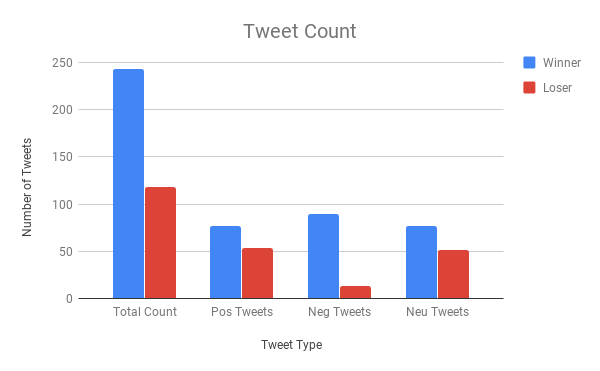 Tweet Count
Winner
Loser
Number of Tweets
250
200
150
100
50
0
Total Count
Pos Tweets
Neg Tweets
Neu Tweets
Tweet Type